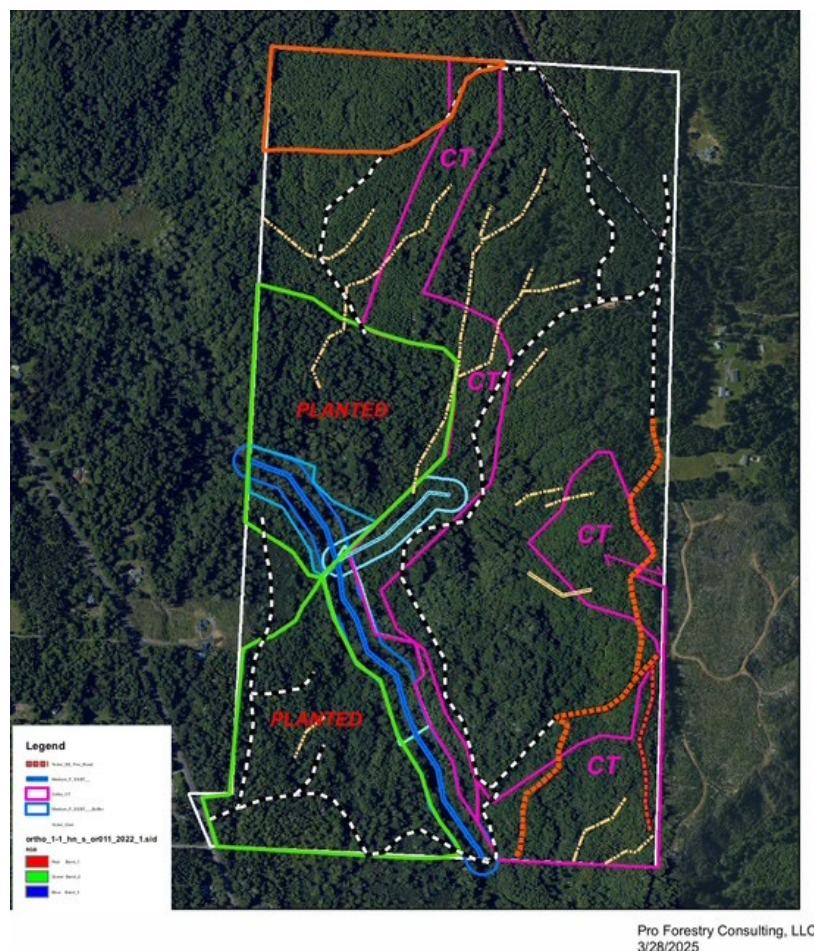 CT
CT
PLANTED
CT
PLANTED
CT
Legend
ortho_1-1_hn_s_or011_2022_1.sid
RGB
Red: Band_1
Green: Band_2
Blue: Band_3
Pro Forestry Consulting, LLC
3/28/2025